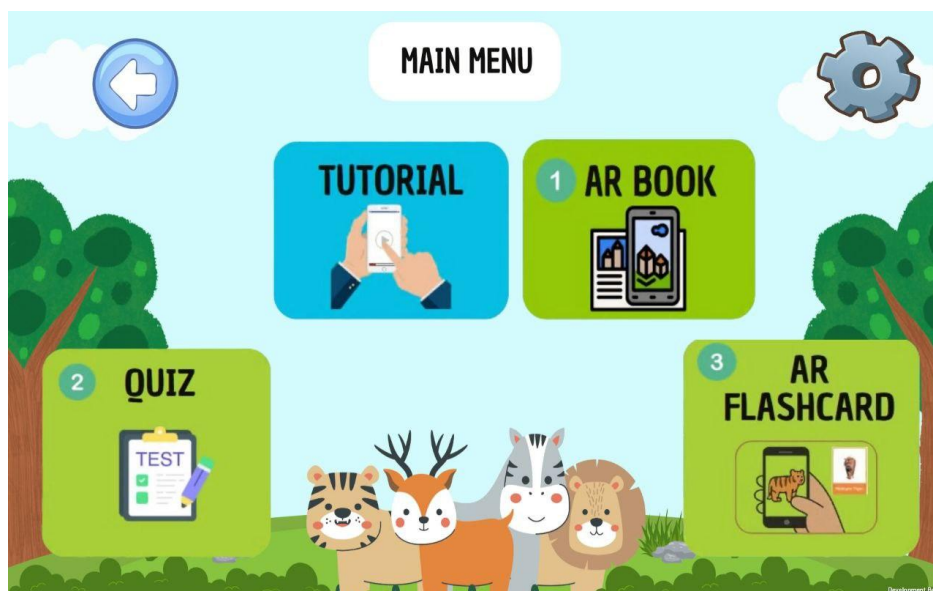 MAIN MENU
TUTORIAL
1 AR BOOK
2 QUIZ
TEST
3 AR
FLASHCARD